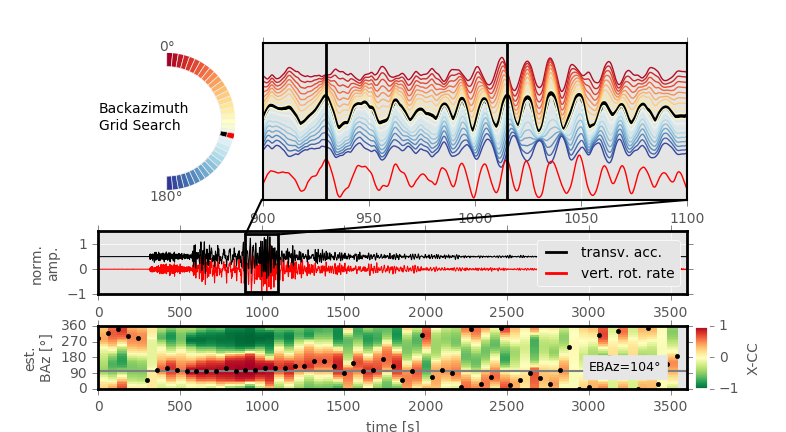 0°
Backazimuth
Grid Search
180°
900 950 1000 1050 1100
norm.
amp.
1
0
−1
transv. acc.
vert. rot. rate
0 500 1000 1500 2000 2500 3000 3500
est.
BAz [°]
360
270
180
90
0
EBAz=104°
1
0
−1
X-CC
0 500 1000 1500 2000 2500 3000 3500
time [s]